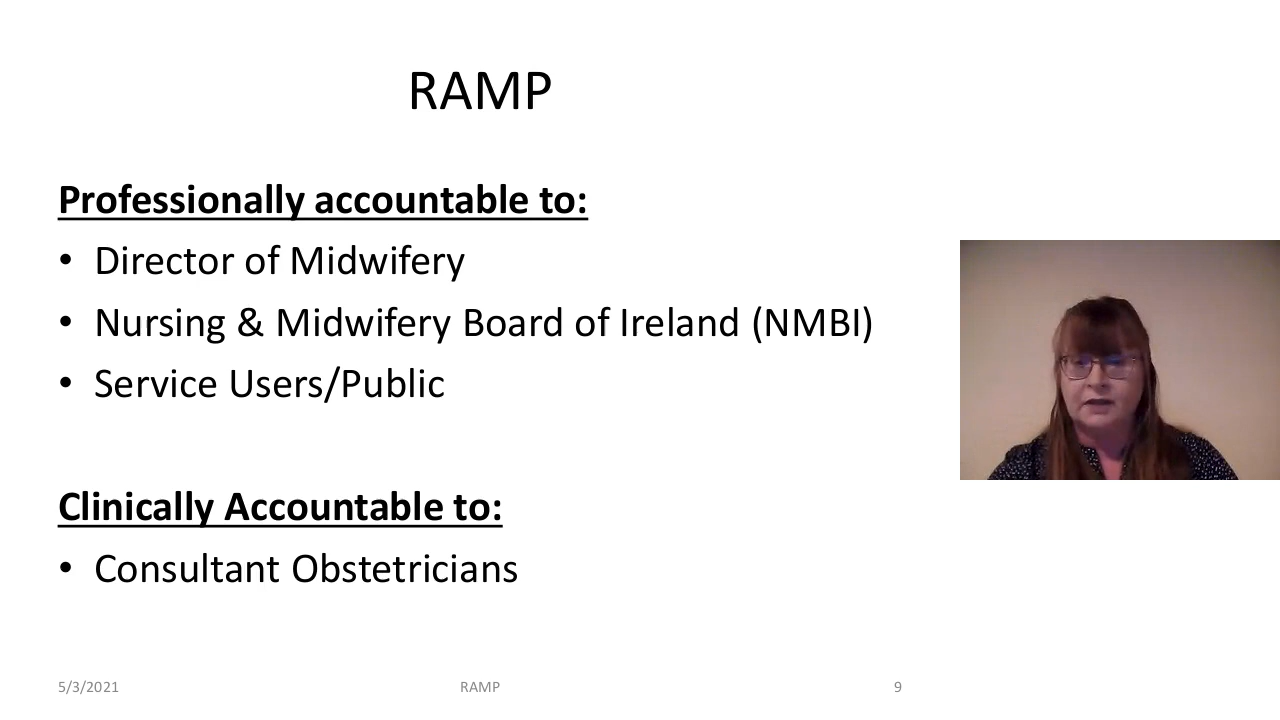 RAMP
Professionally accountable to:
• Director of Midwifery
• Nursing & Midwifery Board of Ireland (NMBI)
• Service Users/Public
Clinically Accountable to:
• Consultant Obstetricians
5/3/2021 RAMP 9